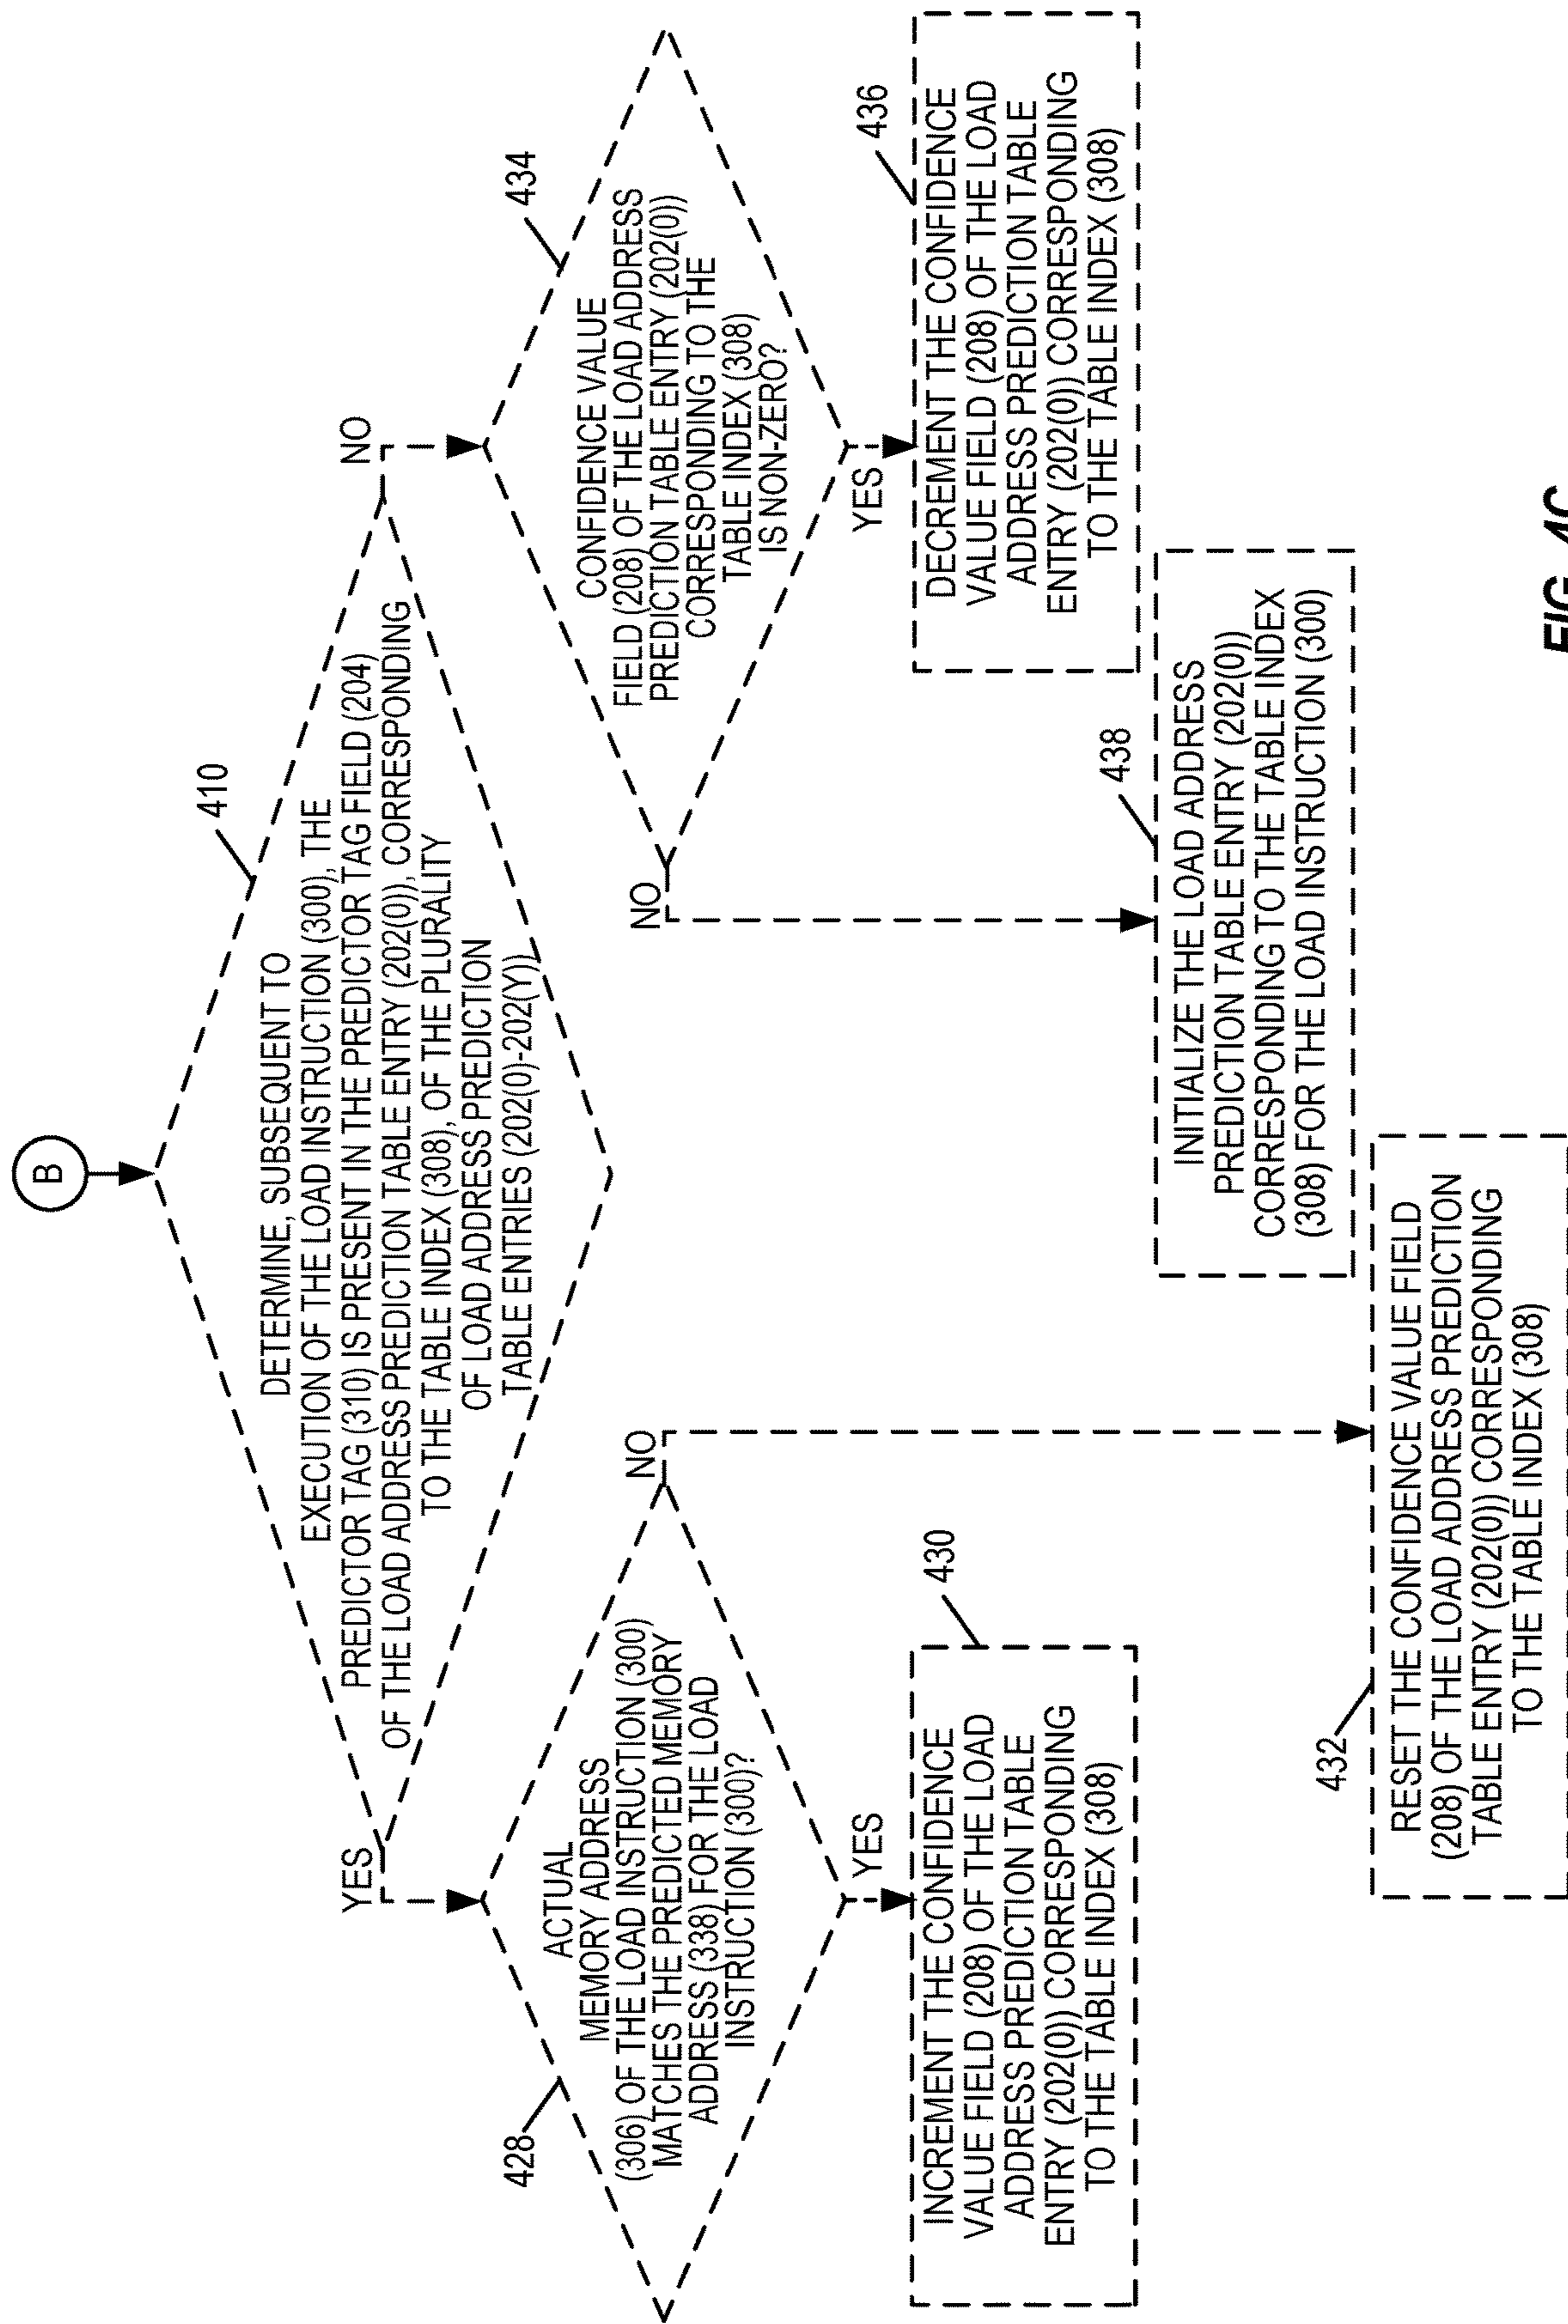 B
410
DETERMINE, SUBSEQUENT TO
EXECUTION OF THE LOAD INSTRUCTION (300), THE
PREDICTOR TAG (310) IS PRESENT IN THE PREDICTOR TAG FIELD (204)
OF THE LOAD ADDRESS PREDICTION TABLE ENTRY (202(0)), CORRESPONDING
TO THE TABLE INDEX (308), OF THE PLURALITY
OF LOAD ADDRESS PREDICTION
TABLE ENTRIES (202(0)-202(Y))
YES
NO
428
ACTUAL
MEMORY ADDRESS
(306) OF THE LOAD INSTRUCTION (300)
MATCHES THE PREDICTED MEMORY
ADDRESS (338) FOR THE LOAD
INSTRUCTION (300)?
NO
YES
434
CONFIDENCE VALUE
FIELD (208) OF THE LOAD ADDRESS
PREDICTION TABLE ENTRY (202(0))
CORRESPONDING TO THE
TABLE INDEX (308)
IS NON-ZERO?
NO
YES
430
INCREMENT THE CONFIDENCE
VALUE FIELD (208) OF THE LOAD
ADDRESS PREDICTION TABLE
ENTRY (202(0)) CORRESPONDING
TO THE TABLE INDEX (308)
436
DECREMENT THE CONFIDENCE
VALUE FIELD (208) OF THE LOAD
ADDRESS PREDICTION TABLE
ENTRY (202(0)) CORRESPONDING
TO THE TABLE INDEX (308)
438
INITIALIZE THE LOAD ADDRESS
PREDICTION TABLE ENTRY (202(0))
CORRESPONDING TO THE TABLE INDEX
(308) FOR THE LOAD INSTRUCTION (300)
432
RESET THE CONFIDENCE VALUE FIELD
(208) OF THE LOAD ADDRESS PREDICTION
TABLE ENTRY (202(0)) CORRESPONDING
TO THE TABLE INDEX (308)
FIG. 4C